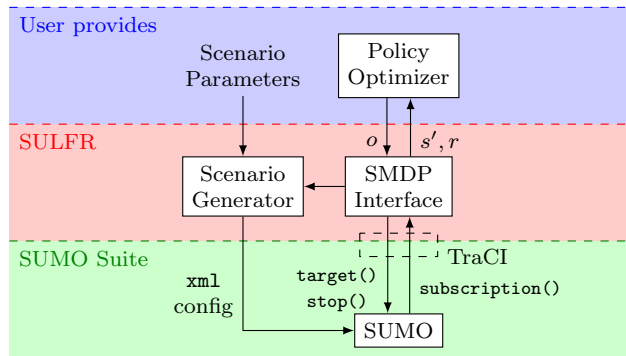 User provides
Scenario
Parameters
Policy
Optimizer
SULFR
o
s′, r
Scenario
Generator
SMDP
Interface
SUMO Suite
TraCI
xml
config
target()
stop()
subscription()
SUMO